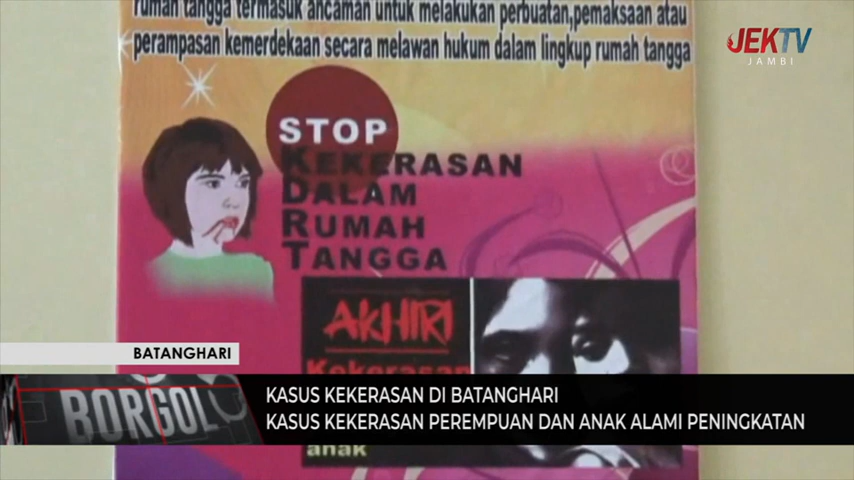 rumah tangga termasuk ancaman untuk melakukan perbuatan,pemaksaan atau
perampasan kemerdekaan secara melawan hukum dalam lingkup rumah tangga
JEKTV
JAMBI
STOP
KEKERASAN
DALAM
RUMAH
TANGGA
AKHIRI
Kekerasan
anak
BATANGHARI
BORGOL
KASUS KEKERASAN DI BATANGHARI
KASUS KEKERASAN PEREMPUAN DAN ANAK ALAMI PENINGKATAN